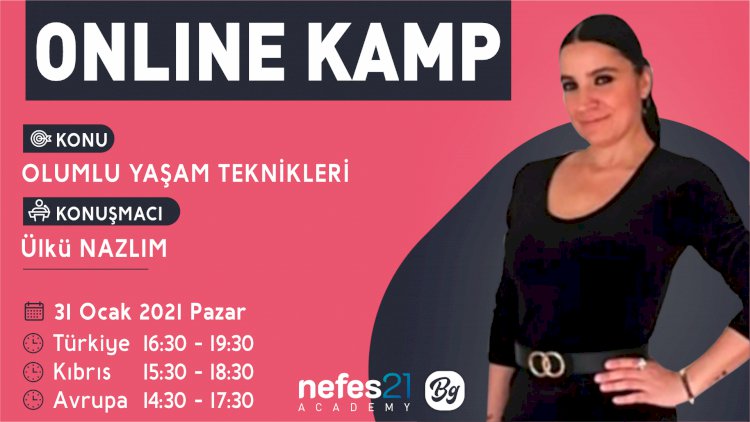 ONLINE KAMP
KONU
OLUMLU YAŞAM TEKNİKLERİ
KONUŞMACI
Ülkü NAZLIM
31 Ocak 2021 Pazar
Türkiye 16:30 - 19:30
Kıbrıs 15:30 - 18:30
Avrupa 14:30 - 17:30
nefes21
ACADEMY
Bg